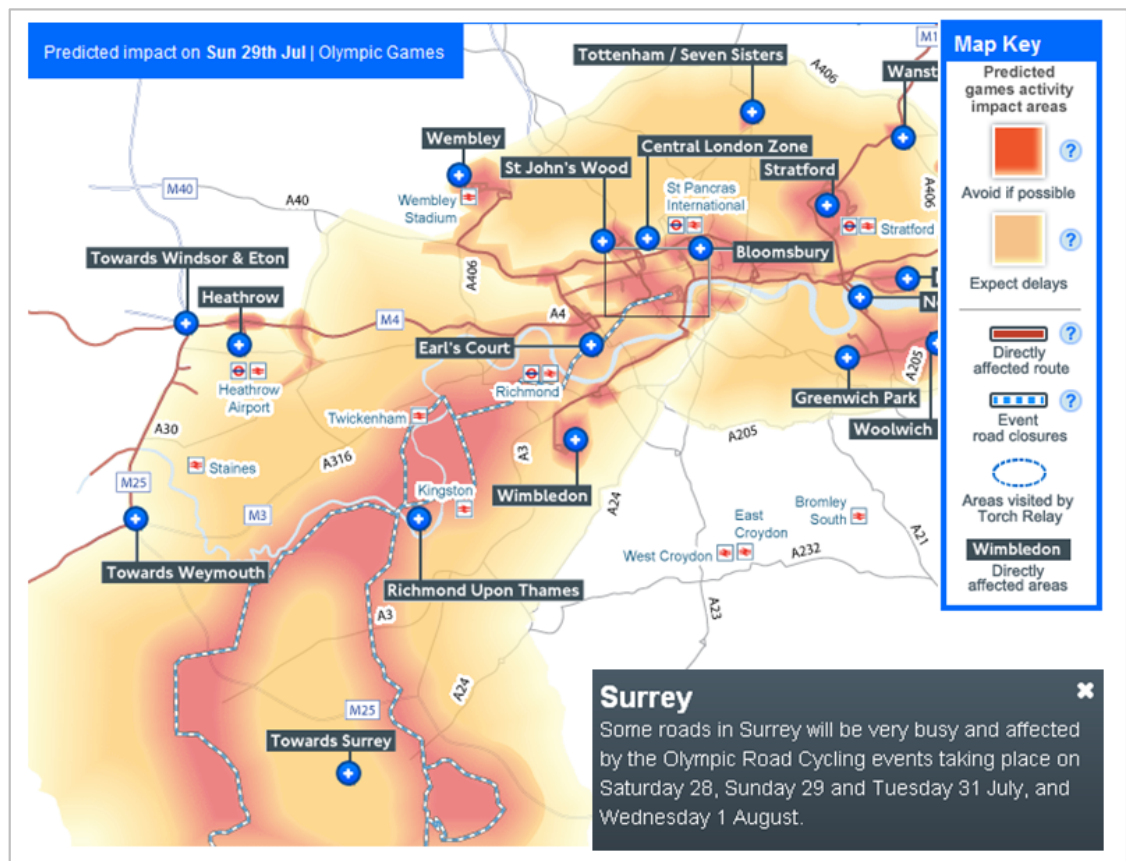 Predicted impact on Sun 29th Jul | Olympic Games
Tottenham / Seven Sisters
A406
M1
Wanst
Wembley
Central London Zone
St John's Wood
Stratford
M40
A40
Wembley
Stadium
St Pancras
International
A406
Stratford
Bloomsbury
Towards Windsor & Eton
A406
Heathrow
M4
A4
Earl's Court
Ne
A205
Heathrow
Airport
Richmond
Greenwich Park
Twickenham
Woolwich
A30
A316
A3
A205
Staines
M25
Kingston
Wimbledon
A24
M3
Bromley
South
East
Croydon
West Croydon
A232
A21
Towards Weymouth
Richmond Upon Thames
A3
A23
A24
M25
Towards Surrey
Map Key
Predicted
games activity
impact areas
?
Avoid if possible
?
Expect delays
?
Directly
affected route
?
Event
road closures
Areas visited by
Torch Relay
Wimbledon
Directly
affected areas
Surrey
Some roads in Surrey will be very busy and affected
by the Olympic Road Cycling events taking place on
Saturday 28, Sunday 29 and Tuesday 31 July, and
Wednesday 1 August.